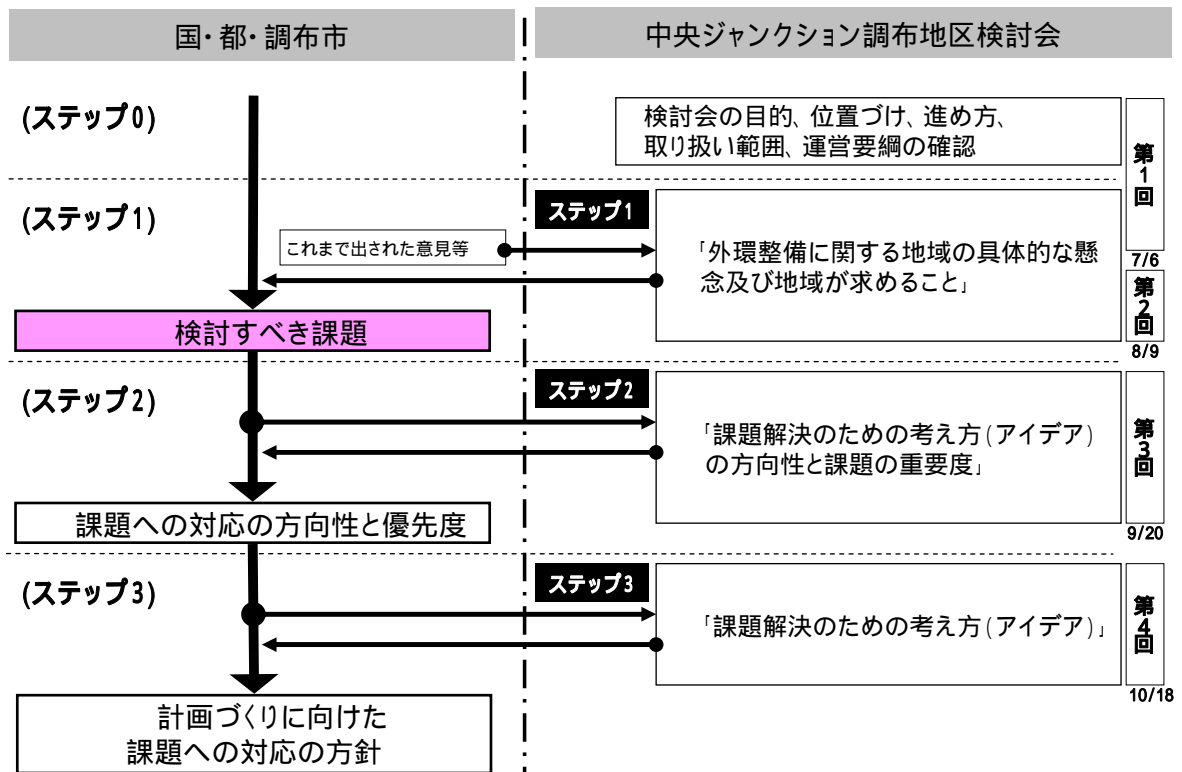 国・都・調布市
中央ジャンクション調布地区検討会
(ステップ0)
検討会の目的、位置づけ、進め方、
取り扱い範囲、運営要綱の確認
第1回
7/6
(ステップ1)
ステップ1
これまで出された意見等
「外環整備に関する地域の具体的な懸
念及び地域が求めること」
第2回
8/9
検討すべき課題
(ステップ2)
ステップ2
「課題解決のための考え方(アイデア)
の方向性と課題の重要度」
第3回
9/20
課題への対応の方向性と優先度
(ステップ3)
ステップ3
「課題解決のための考え方(アイデア)」
第4回
10/18
計画づくりに向けた
課題への対応の方針